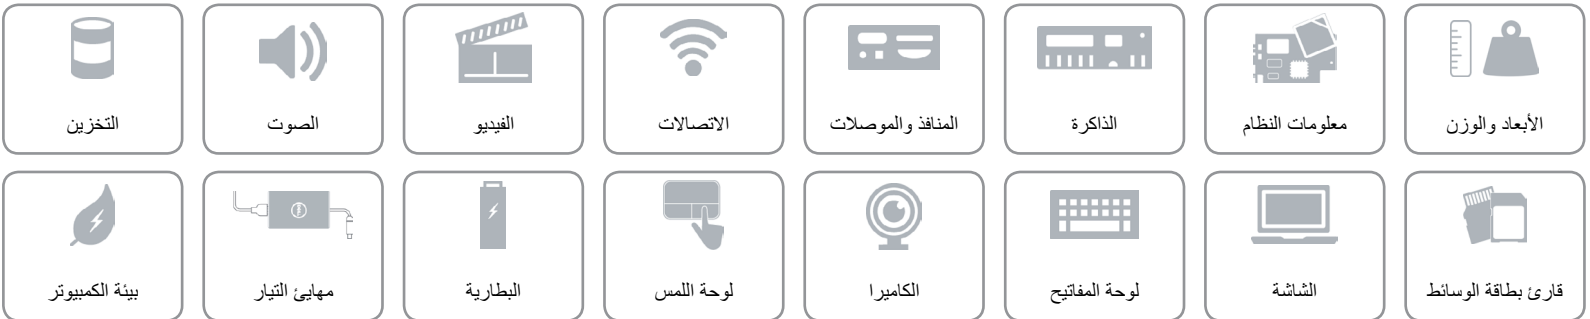 الأبعاد والوزن
معلومات النظام
الذاكرة
المنافذ والموصلات
الاتصالات
الفيديو
الصوت
التخزين
قارئ بطاقة الوسائط
الشاشة
لوحة المفاتيح
الكاميرا
لوحة اللمس
البطارية
مهايئ التيار
بيئة الكمبيوتر